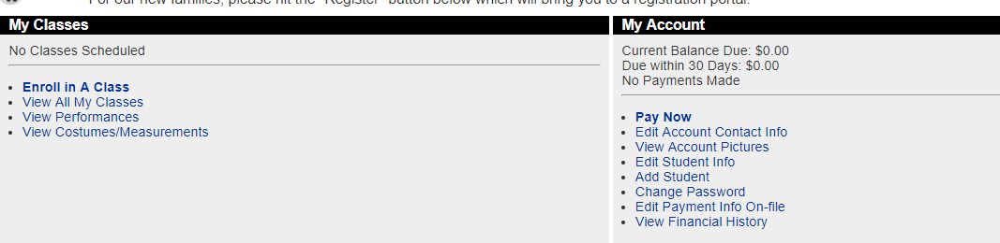 For our new families, please hit the "Register" button below which will bring you to a registration portal.
My Classes
No Classes Scheduled
Enroll in A Class
View All My Classes
View Performances
View Costumes/Measurements
My Account
Current Balance Due: $0.00
Due within 30 Days: $0.00
No Payments Made
Pay Now
Edit Account Contact Info
View Account Pictures
Edit Student Info
Add Student
Change Password
Edit Payment Info On-file
View Financial History